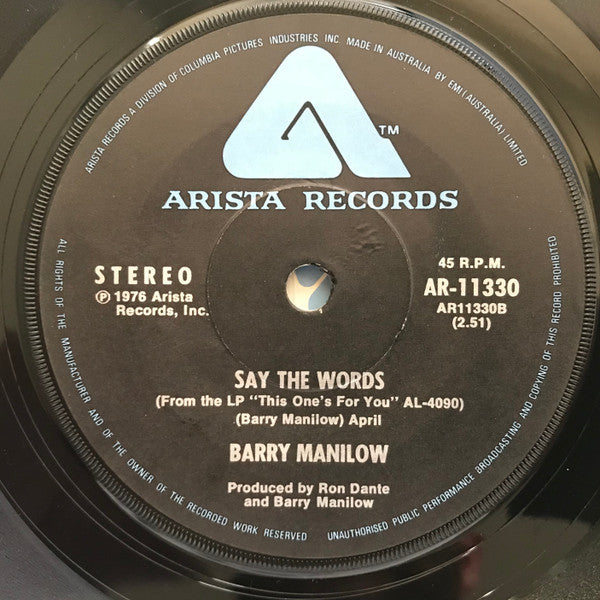 ARISTA RECORDS A DIVISION OF COLUMBIA PICTURES INDUSTRIES INC. MADE IN AUSTRALIA BY EMI (AUSTRALIA) LIMITED
TM
ARISTA RECORDS
STEREO
℗ 1976 Arista
Records, Inc.
45 R.P.M.
AR-11330
AR11330B
(2.51)
SAY THE WORDS
(From the LP "This One's For You" AL-4090)
(Barry Manilow) April
BARRY MANILOW
Produced by Ron Dante
and Barry Manilow
ALL RIGHTS OF THE MANUFACTURER AND OF THE OWNER OF THE RECORDED WORK RESERVED
UNAUTHORISED PUBLIC PERFORMANCE BROADCASTING AND COPYING OF THIS RECORD PROHIBITED